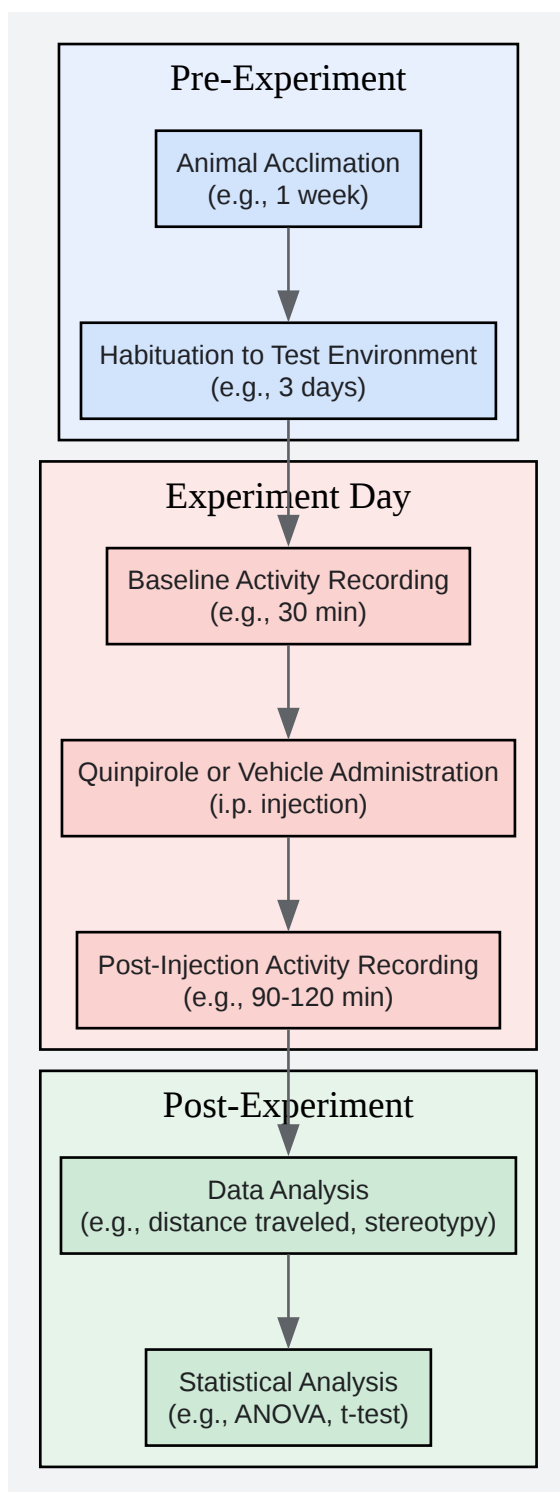 Pre-Experiment
Animal Acclimation
(e.g., 1 week)
Habituation to Test Environment
(e.g., 3 days)
Experiment Day
Baseline Activity Recording
(e.g., 30 min)
Quinpirole or Vehicle Administration
(i.p. injection)
Post-Injection Activity Recording
(e.g., 90-120 min)
Post-Experiment
Data Analysis
(e.g., distance traveled, stereotypy)
Statistical Analysis
(e.g., ANOVA, t-test)